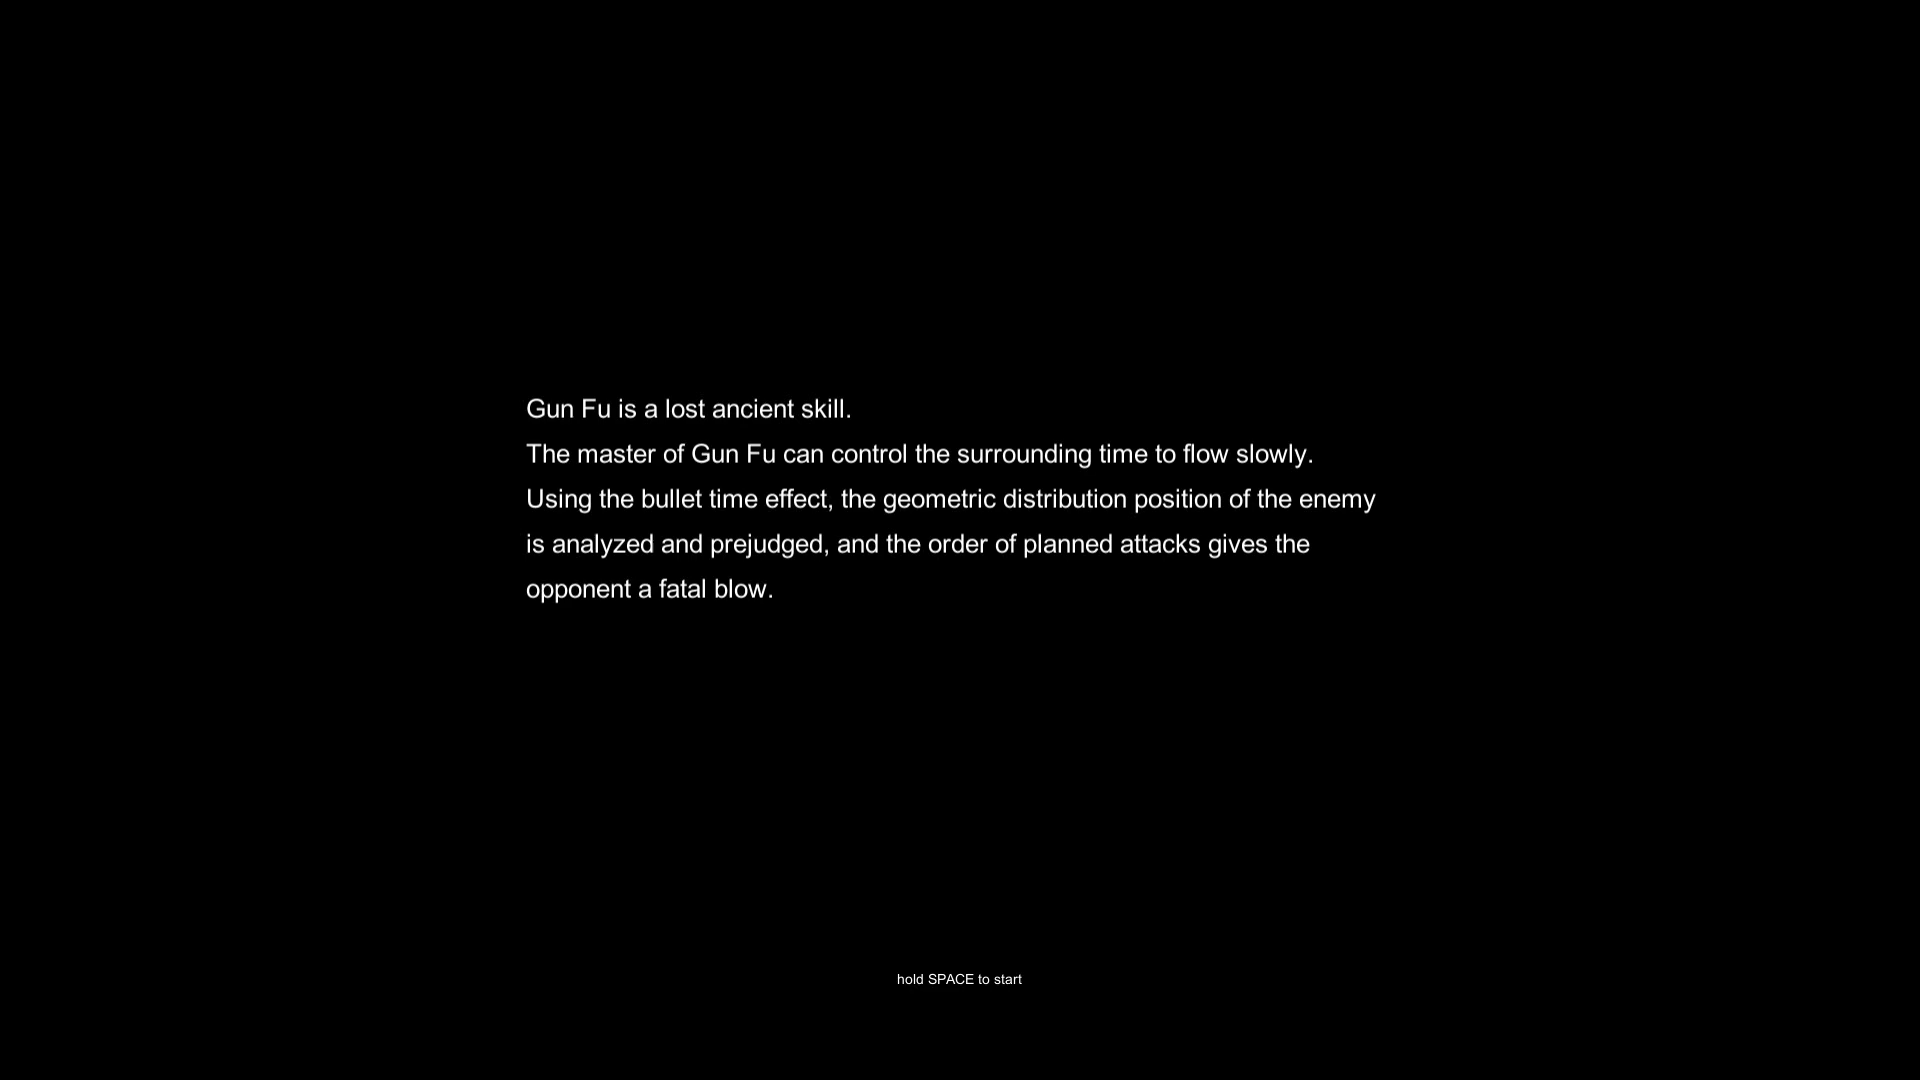 Gun Fu is a lost ancient skill.
The master of Gun Fu can control the surrounding time to flow slowly.
Using the bullet time effect, the geometric distribution position of the enemy
is analyzed and prejudged, and the order of planned attacks gives the
opponent a fatal blow.
hold SPACE to start